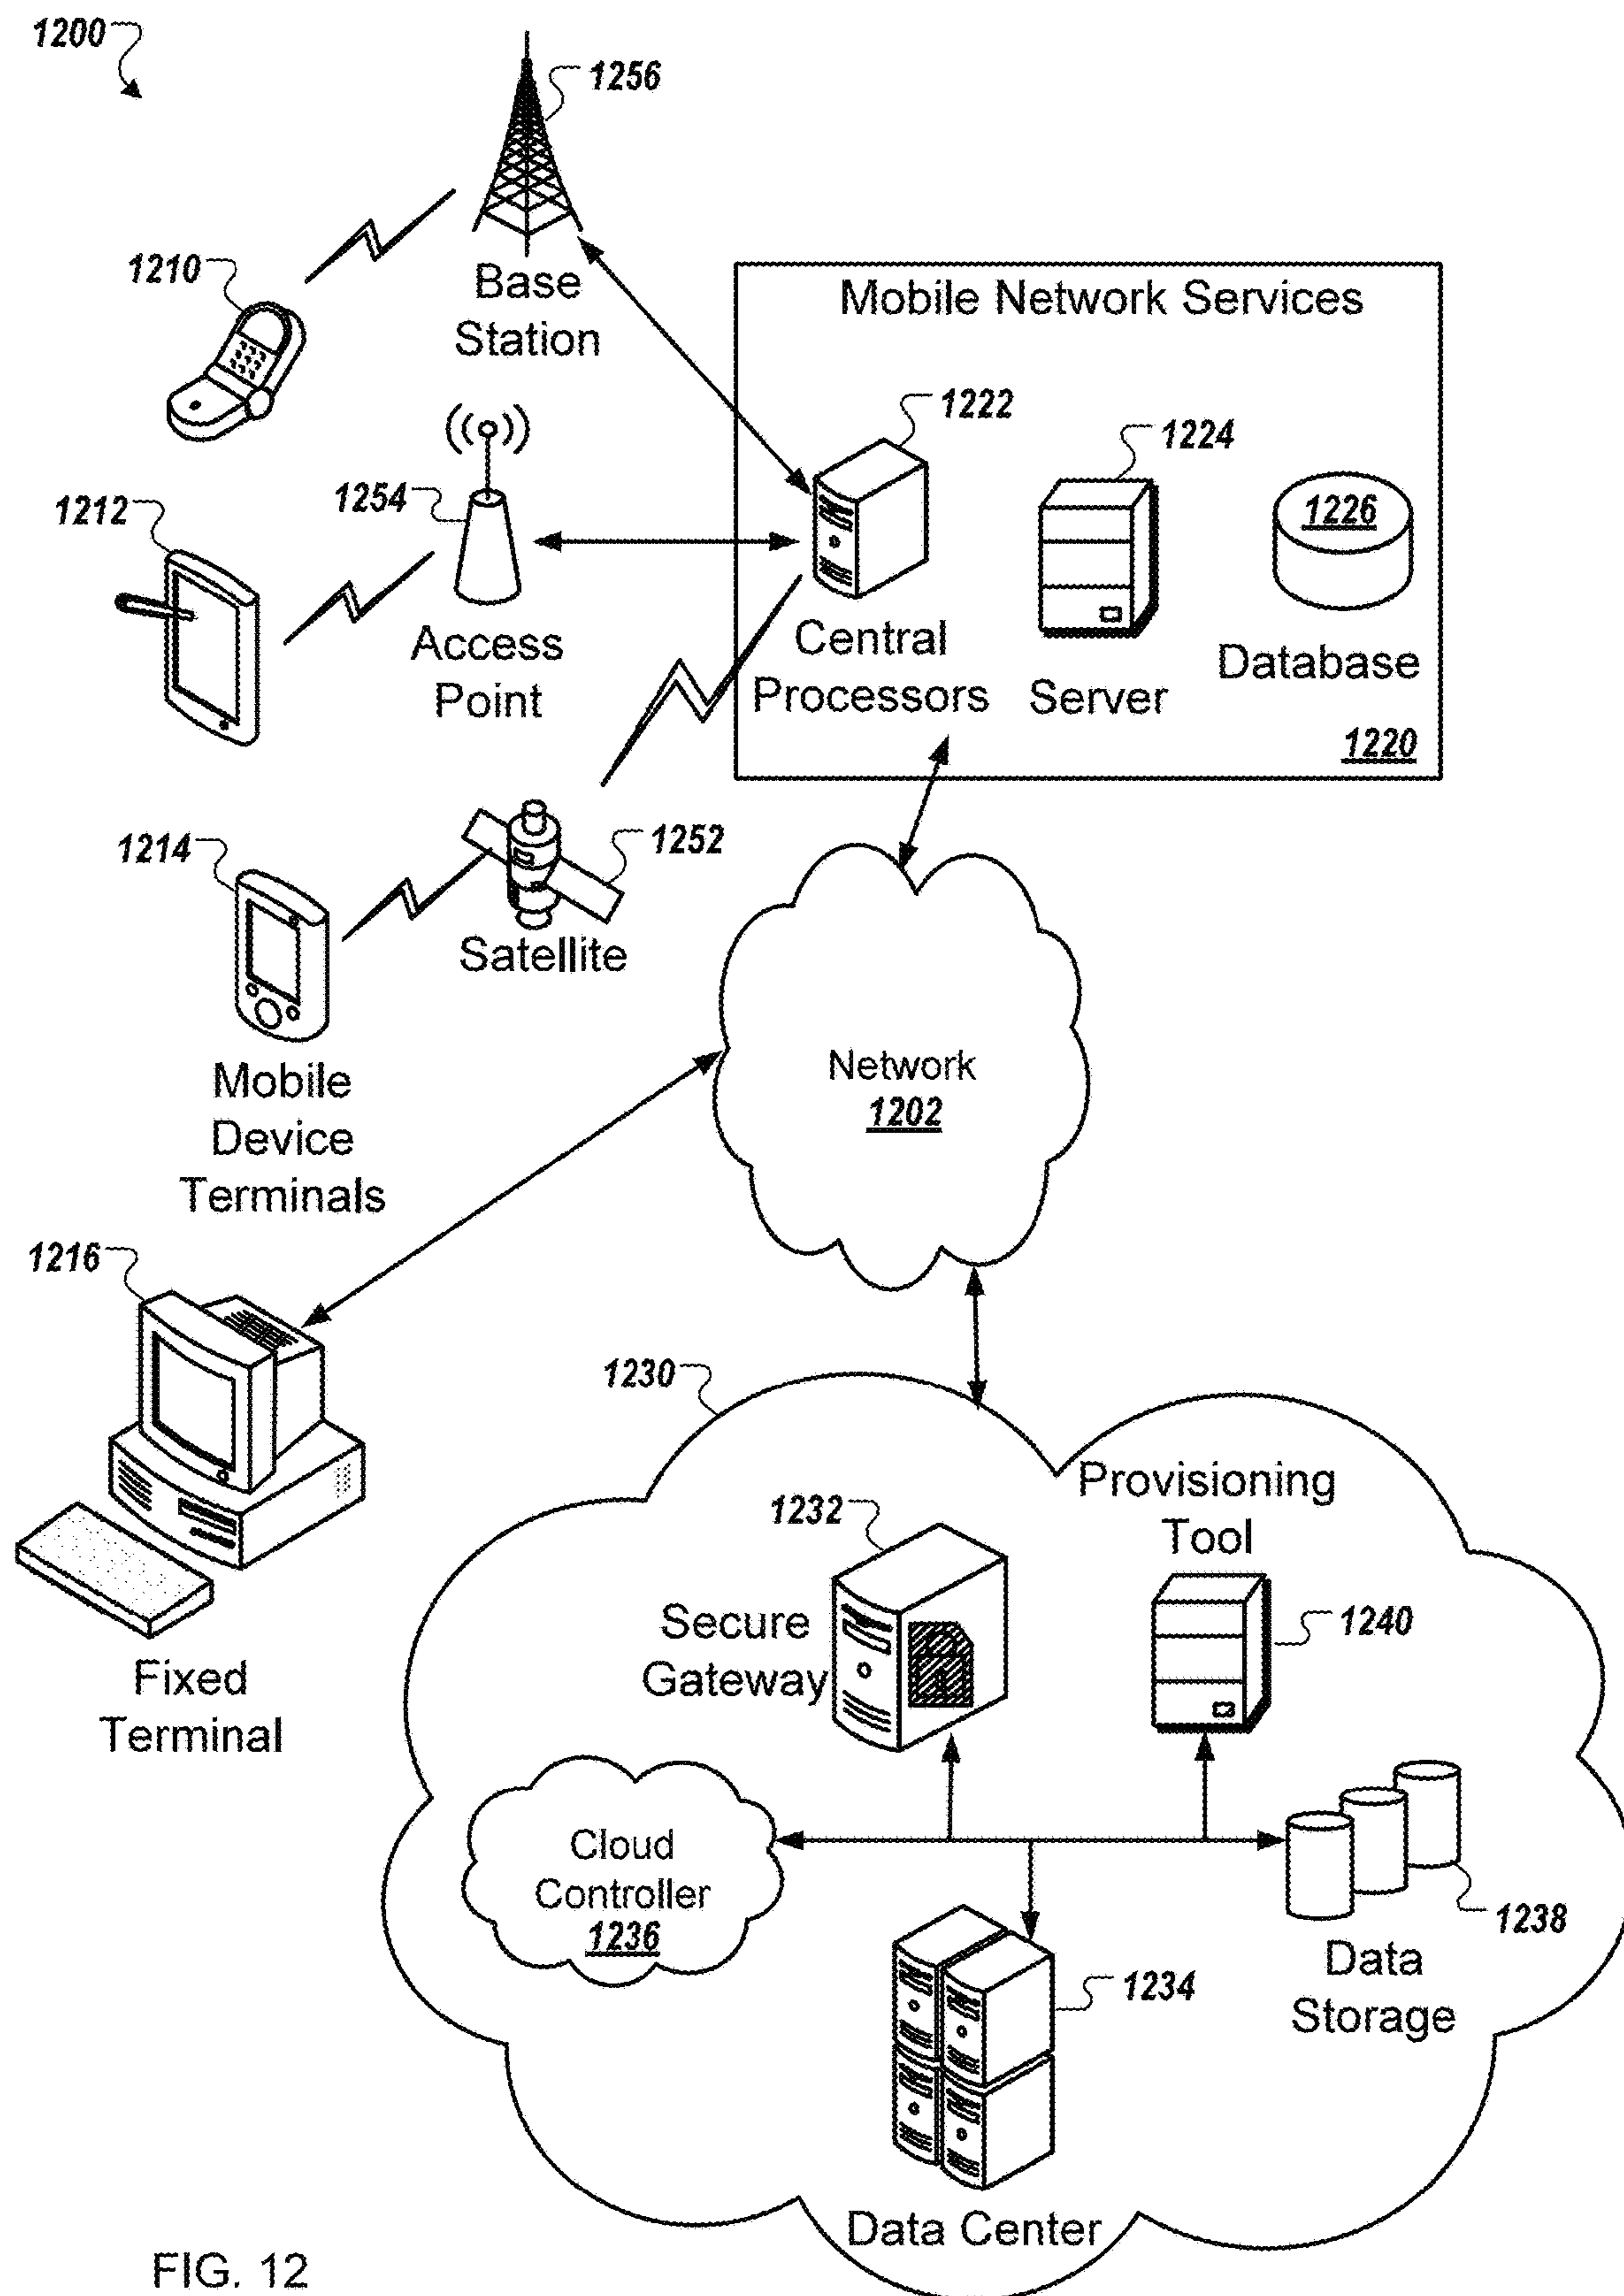 1200
1256
Base
Station
1210
Mobile Network Services
1222
1224
1226
1254
1212
Access
Point
Central
Processors
Server
Database
1220
1214
1252
Satellite
Mobile
Device
Terminals
Network
1202
1216
Fixed
Terminal
1230
Provisioning
Tool
1232
1240
Secure
Gateway
Cloud
Controller
1236
1238
Data
Storage
1234
Data Center
FIG. 12